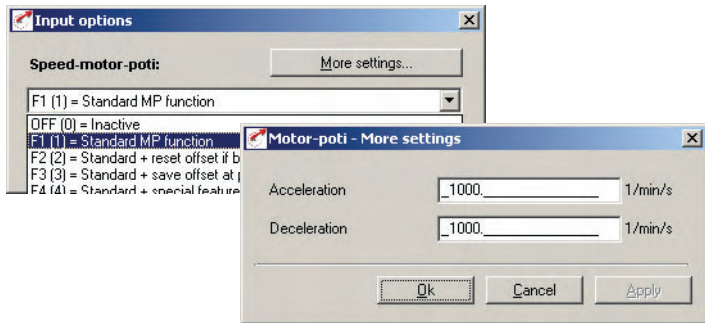 Input options
Speed-motor-poti:
More settings...
F1 (1) = Standard MP function
OFF (0) = Inactive
F1 (1) = Standard MP function
F2 (2) = Standard + reset offset if b
F3 (3) = Standard + save offset at
F4 (4) = Standard + special feature
Motor-poti - More settings
Acceleration
_1000.______________
1/min/s
Deceleration
_1000.______________
1/min/s
Ok
Cancel
Apply